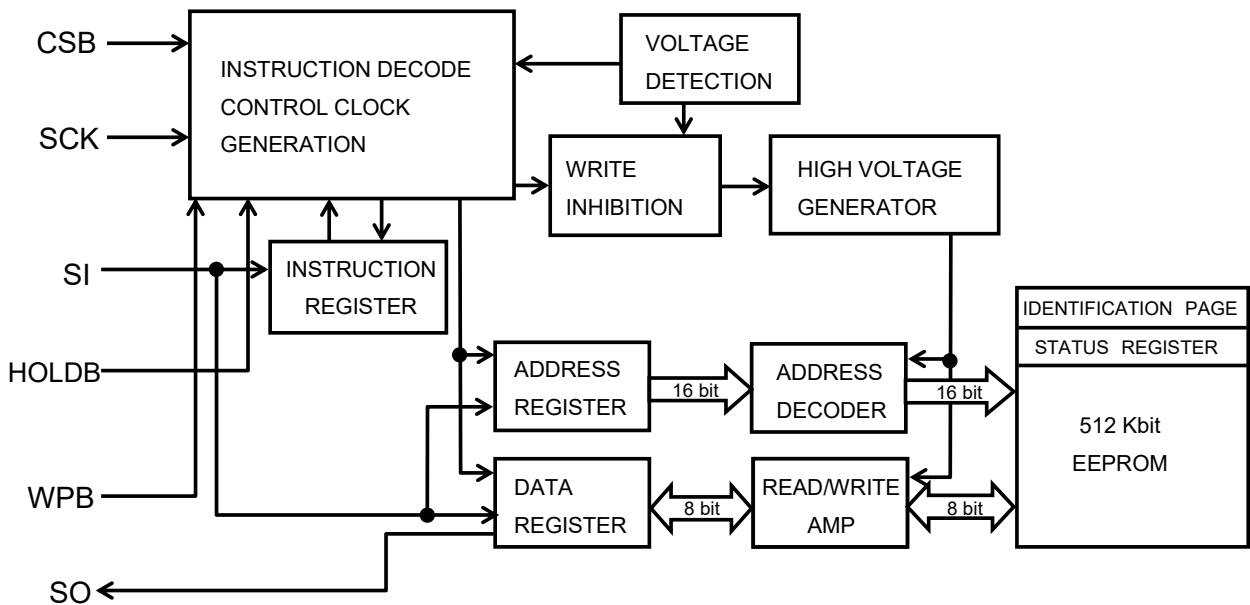 CSB
SCK
SI
HOLDB
WPB
SO
INSTRUCTION DECODE
CONTROL CLOCK
GENERATION
VOLTAGE
DETECTION
WRITE
INHIBITION
HIGH VOLTAGE
GENERATOR
INSTRUCTION
REGISTER
ADDRESS
REGISTER
16 bit
ADDRESS
DECODER
16 bit
DATA
REGISTER
8 bit
READ/WRITE
AMP
8 bit
IDENTIFICATION PAGE
STATUS REGISTER
512 Kbit
EEPROM